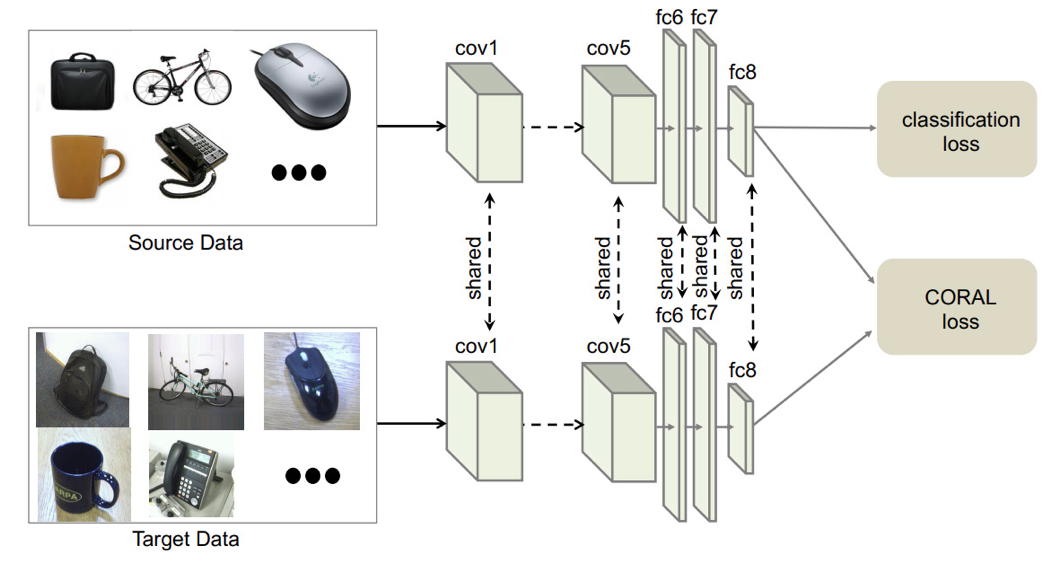 fc6 fc7
cov1
cov5
fc8
classification
loss
Source Data
shared
shared
shared
shared
shared
CORAL
loss
fc6 fc7
cov1
cov5
fc8
ARPA
Target Data